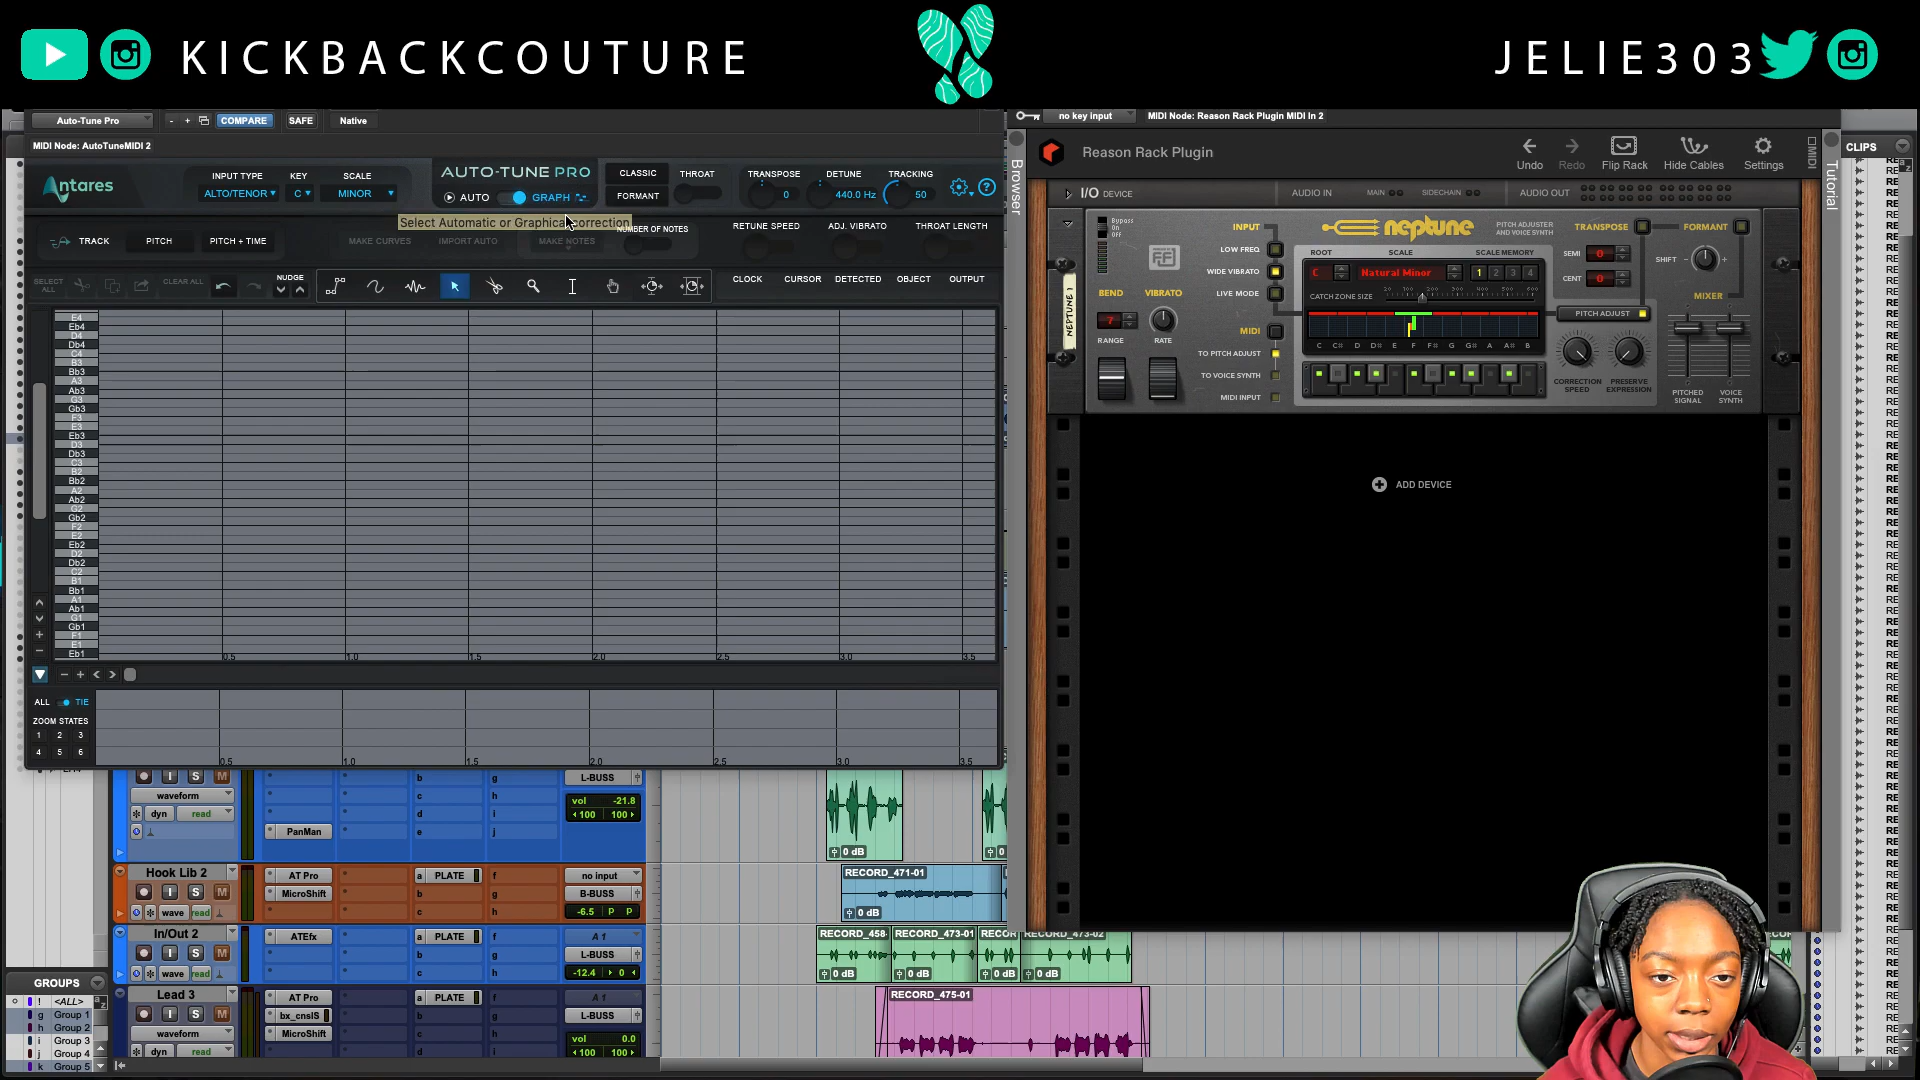 KICKBACKCOUTURE
JELIE303
Auto-Tune Pro
- +
COMPARE
SAFE
Native
MIDI Node: AutoTuneMIDI 2
Antares
INPUT TYPE
ALTO/TENOR
KEY
C
SCALE
MINOR
AUTO-TUNE PRO
AUTO
GRAPH
CLASSIC
FORMANT
THROAT
TRANSPOSE
0
DETUNE
440.0 Hz
TRACKING
50
Select Automatic or Graphical correction
NUMBER OF NOTES
RETUNE SPEED
ADJ. VIBRATO
THROAT LENGTH
TRACK
PITCH
PITCH + TIME
MAKE CURVES
IMPORT AUTO
MAKE NOTES
SELECT ALL
CLEAR ALL
NUDGE
CLOCK
CURSOR
DETECTED
OBJECT
OUTPUT
E4
Eb4
D4
Db4
C4
B3
Bb3
A3
Ab3
G3
Gb3
F3
E3
Eb3
D3
Db3
C3
B2
Bb2
A2
Ab2
G2
Gb2
F2
E2
Eb2
D2
Db2
C2
B1
Bb1
A1
Ab1
G1
Gb1
F1
E1
Eb1
0.5 1.0 1.5 2.0 2.5 3.0 3.5
ALL
TIE
ZOOM STATES
1 2 3
4 5 6
0.5 1.0 1.5 2.0 2.5 3.0 3.5
no key input
MIDI Node: Reason Rack Plugin MIDI In 2
Browser
Reason Rack Plugin
Undo
Redo
Flip Rack
Hide Cables
Settings
MIDI
Tutorial
I/O DEVICE
AUDIO IN
MAIN
SIDECHAIN
AUDIO OUT
Bypass
On
Off
NEPTUNE 1
INPUT
LOW FREQ
WIDE VIBRATO
LIVE MODE
BEND
VIBRATO
7
RANGE
RATE
MIDI
TO PITCH ADJUST
TO VOICE SYNTH
MIDI INPUT
neptune
PITCH ADJUSTER
AND VOICE SYNTH
ROOT
SCALE
SCALE MEMORY
C
Natural Minor
1 2 3 4
CATCH ZONE SIZE
C C# D D# E F F# G G# A A# B
TRANSPOSE
SEMI
0
CENT
0
PITCH ADJUST
CORRECTION SPEED
PRESERVE EXPRESSION
FORMANT
SHIFT
MIXER
PITCHED SIGNAL
VOICE SYNTH
ADD DEVICE
CLIPS
I S M
waveform
dyn
read
PanMan
b g
c h
d i
e j
L-BUSS
vol -21.8
100 100
0 dB
Hook Lib 2
I S M
wave
read
AT Pro
MicroShift
a PLATE f
b g
c h
no input
B-BUSS
-6.5 P P
RECORD_471-01
0 dB
In/Out 2
I S M
wave
read
ATEfx
a PLATE f
b g
c h
A 1
L-BUSS
-12.4 0
RECORD_458-
RECORD_473-01
RECORD_473-02
0 dB
0 dB
0 dB
0 dB
Lead 3
I S M
waveform
dyn
read
AT Pro
bx_cnslS
MicroShift
a PLATE f
b g
c h
d i
A 1
L-BUSS
vol 0.0
100 100
RECORD_475-01
GROUPS
! <ALL>
g Group 1
h Group 2
i Group 3
j Group 4
k Group 5